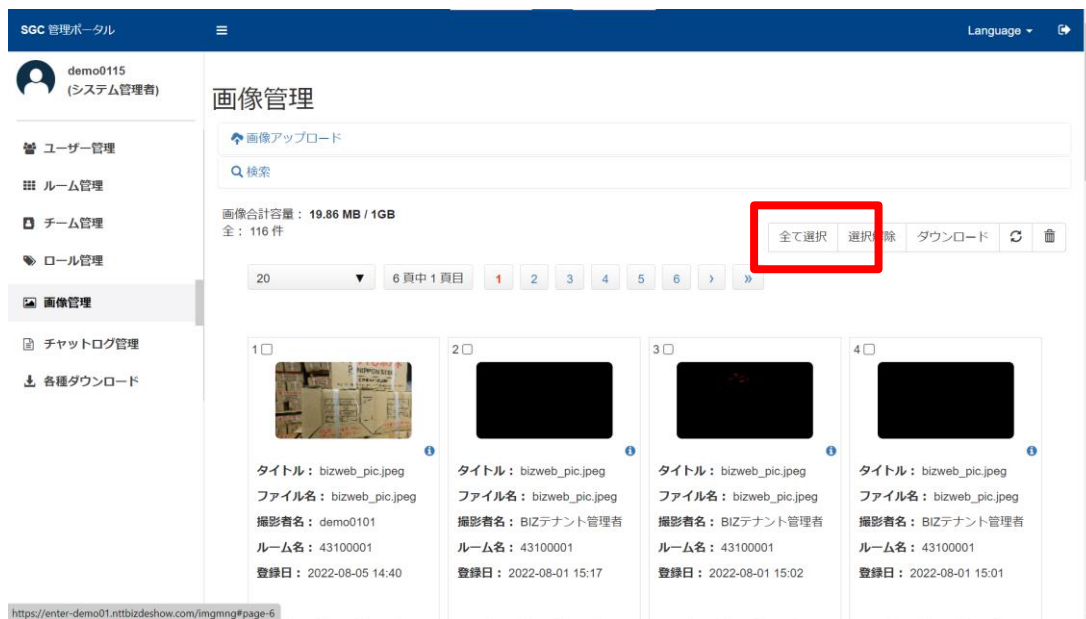 SGC 管理ポータル
Language
demo0115
(システム管理者)
画像管理
画像アップロード
検索
ユーザー管理
ルーム管理
チーム管理
ロール管理
画像管理
チャットログ管理
各種ダウンロード
画像合計容量： 19.86 MB / 1GB
全： 116 件
全て選択 選択解除 ダウンロード
20 6 頁中 1 頁目 1 2 3 4 5 6 › »
1
NIPPON
タイトル： bizweb_pic.jpeg
ファイル名： bizweb_pic.jpeg
撮影者名： demo0101
ルーム名： 43100001
登録日： 2022-08-05 14:40
2
タイトル： bizweb_pic.jpeg
ファイル名： bizweb_pic.jpeg
撮影者名： BIZテナント管理者
ルーム名： 43100001
登録日： 2022-08-01 15:17
3
タイトル： bizweb_pic.jpeg
ファイル名： bizweb_pic.jpeg
撮影者名： BIZテナント管理者
ルーム名： 43100001
登録日： 2022-08-01 15:02
4
タイトル： bizweb_pic.jpeg
ファイル名： bizweb_pic.jpeg
撮影者名： BIZテナント管理者
ルーム名： 43100001
登録日： 2022-08-01 15:01
https://enter-demo01.nttbizdeshow.com/imgmng#page-6